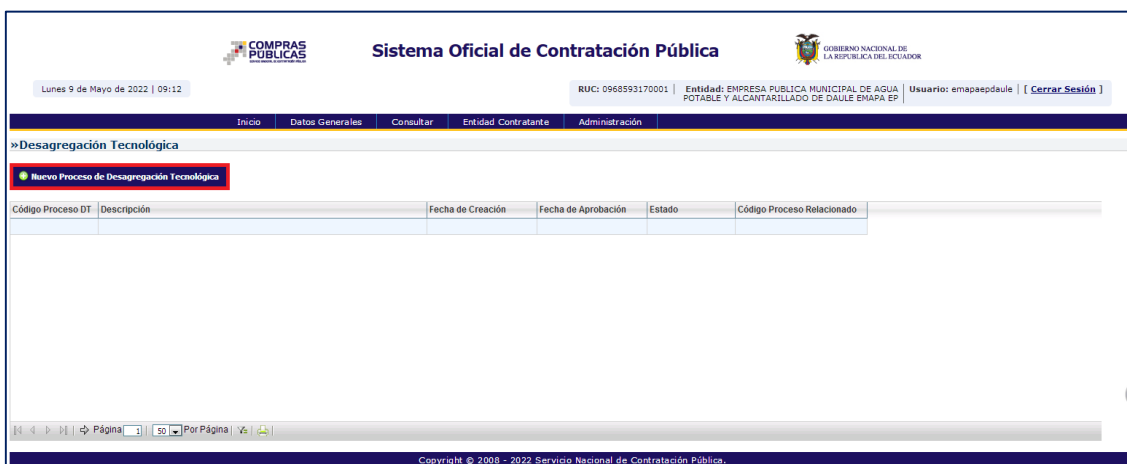 COMPRAS
PÚBLICAS
Sistema Oficial de Contratación Pública
GOBIERNO NACIONAL DE
LA REPUBLICA DEL ECUADOR
Lunes 9 de Mayo de 2022 | 09:12
RUC: 0968593170001 | Entidad: EMPRESA PUBLICA MUNICIPAL DE AGUA POTABLE Y ALCANTARILLADO DE DAULE EMAPA EP | Usuario: emapaepdaule | [ Cerrar Sesión ]
Inicio Datos Generales Consultar Entidad Contratante Administración
»Desagregación Tecnológica
Nuevo Proceso de Desagregación Tecnológica
Código Proceso DT Descripción Fecha de Creación Fecha de Aprobación Estado Código Proceso Relacionado
Página 1 | 50 Por Página
Copyright © 2008 - 2022 Servicio Nacional de Contratación Pública.